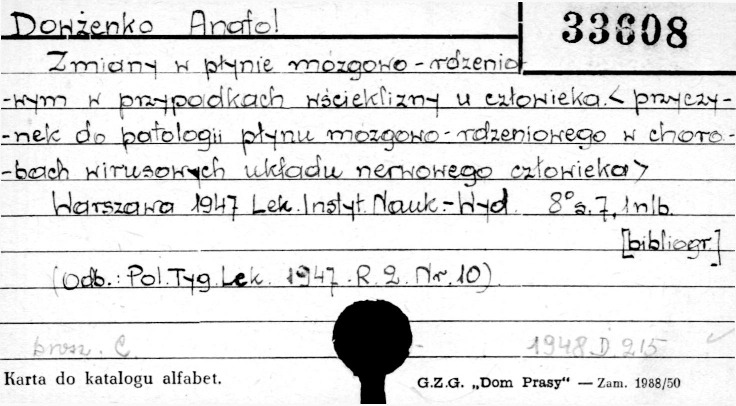 Dowżenko Anatol
33608
Zmiany w płynie mózgowo-rdzenio
-wym w przypadkach wścieklizny u człowieka. < przyczy-
-nek do patologii płynu mózgowo-rdzeniowego w choro-
-bach wirusowych układu nerwowego człowieka >
Warszawa 1947 Lek. Instyt. Nauk.-Wyd. 8° s. 7, 1 nlb.
[bibliogr.]
(Odb.: Pol. Tyg. Lek. 1947. R. 2. Nr. 10).
brosz. C. - 1948 D 215
Karta do katalogu alfabet.
G.Z.G. „Dom Prasy“ — Zam. 1988/50